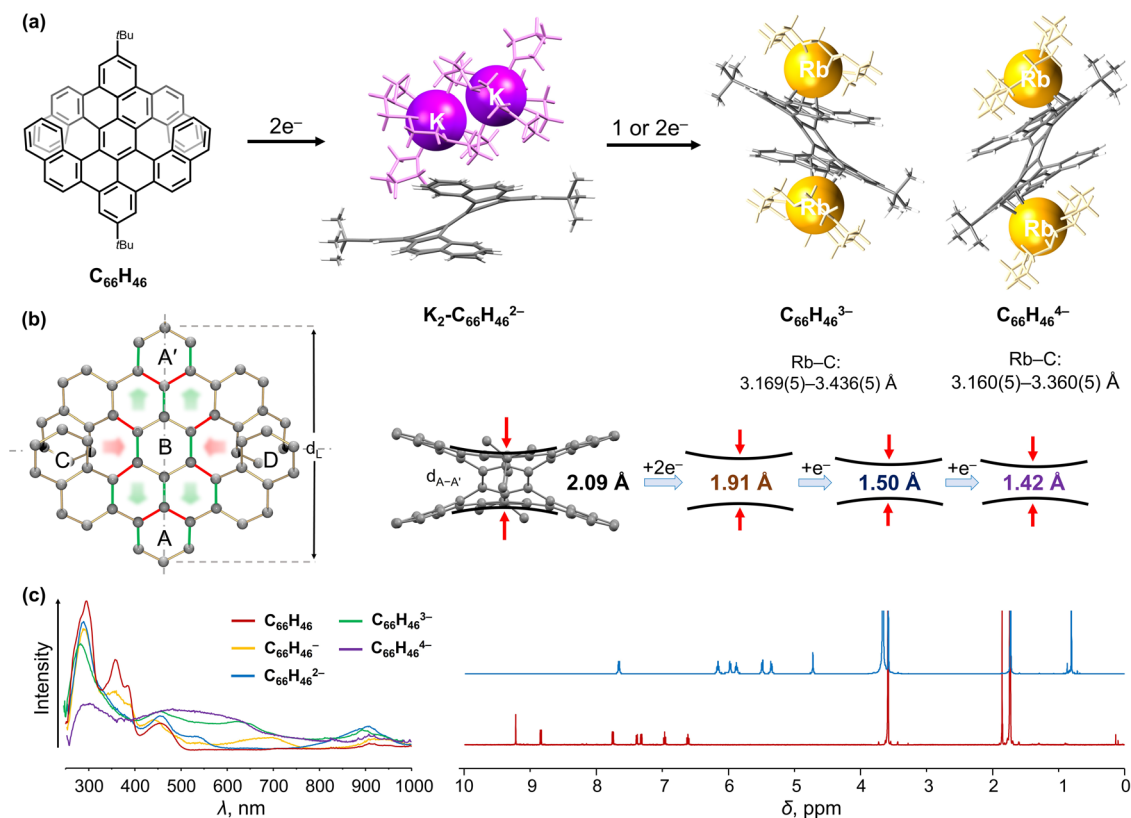 (a)
tBu
tBu
C₆₆H₄₆
2e⁻
K
K
K₂-C₆₆H₄₆²⁻
1 or 2e⁻
Rb
Rb
C₆₆H₄₆³⁻
Rb
Rb
C₆₆H₄₆⁴⁻
Rb–C:
3.169(5)–3.436(5) Å
Rb–C:
3.160(5)–3.360(5) Å
(b)
A′
B
C
D
A
d_L
d_A–A′
2.09 Å
+2e⁻
1.91 Å
+e⁻
1.50 Å
+e⁻
1.42 Å
(c)
Intensity
C₆₆H₄₆
C₆₆H₄₆⁻
C₆₆H₄₆²⁻
C₆₆H₄₆³⁻
C₆₆H₄₆⁴⁻
300 400 500 600 700 800 900 1000
λ, nm
10 9 8 7 6 5 4 3 2 1 0
δ, ppm